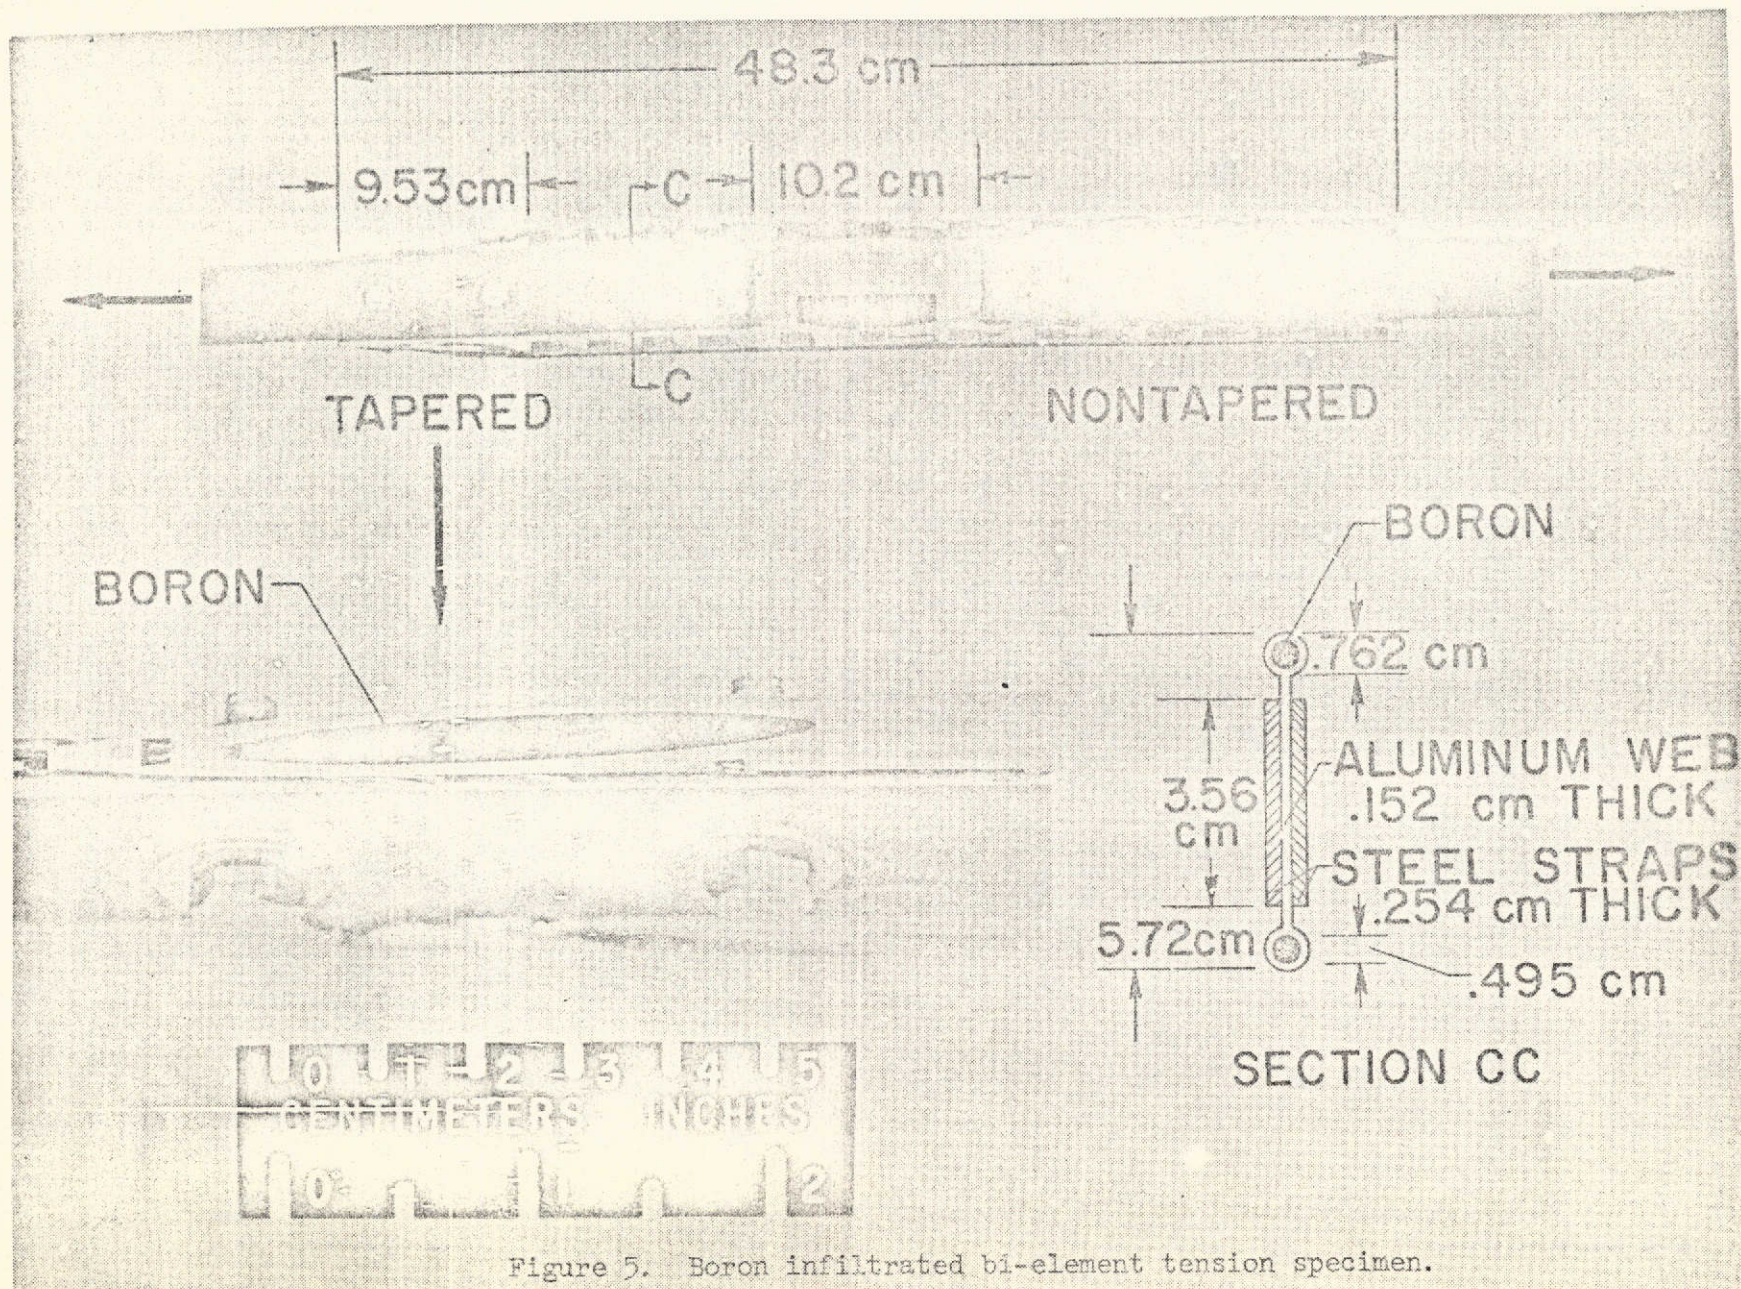 48.3 cm
9.53cm
C
10.2 cm
C
TAPERED
NONTAPERED
BORON
BORON
.762 cm
3.56
cm
ALUMINUM WEB
.152 cm THICK
STEEL STRAPS
.254 cm THICK
5.72cm
.495 cm
SECTION CC
0 1 2 3 4 5
CENTIMETERS INCHES
0 1 2
Figure 5. Boron infiltrated bi-element tension specimen.